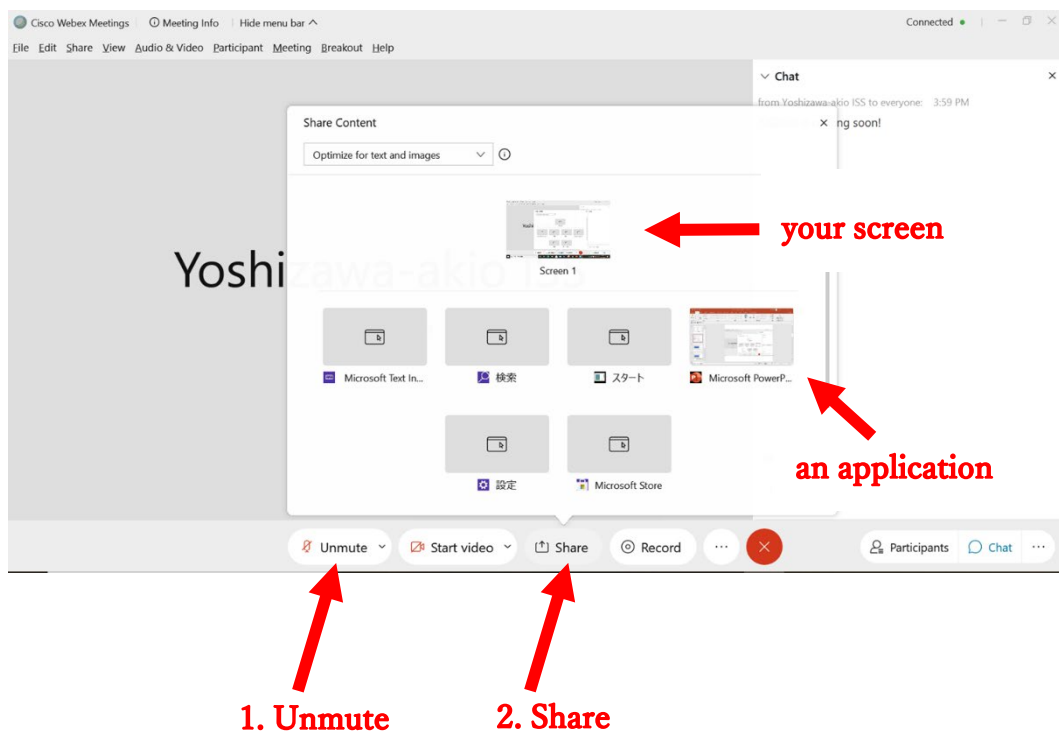 Cisco Webex Meetings Meeting Info Hide menu bar Connected
File Edit Share View Audio & Video Participant Meeting Breakout Help
Chat
from Yoshizawa-akio ISS to everyone: 3:59 PM
ng soon!
Share Content
Optimize for text and images
your screen
Screen 1
Yoshizawa-akio ISS
Microsoft Text In... 検索 スタート Microsoft PowerP...
an application
設定 Microsoft Store
Unmute Start video Share Record Participants Chat
1. Unmute 2. Share